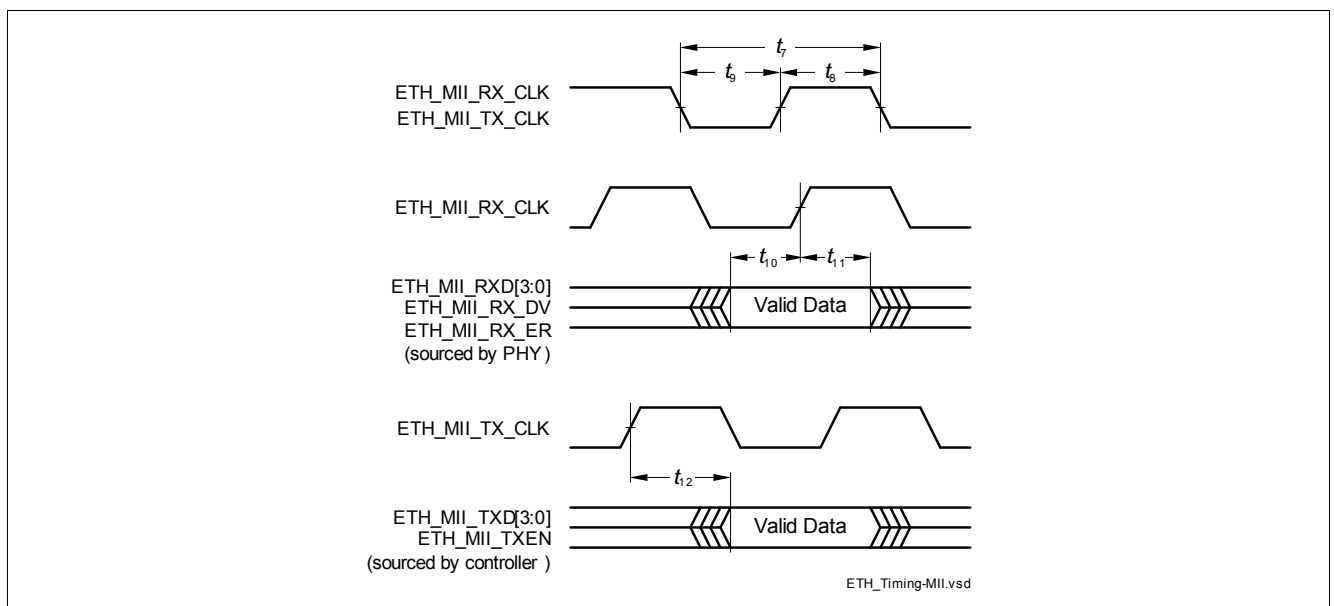 t7
t9
t8
ETH_MII_RX_CLK
ETH_MII_TX_CLK
ETH_MII_RX_CLK
t10
t11
ETH_MII_RXD[3:0]
ETH_MII_RX_DV
ETH_MII_RX_ER
(sourced by PHY )
Valid Data
ETH_MII_TX_CLK
t12
ETH_MII_TXD[3:0]
ETH_MII_TXEN
(sourced by controller )
Valid Data
ETH_Timing-MII.vsd